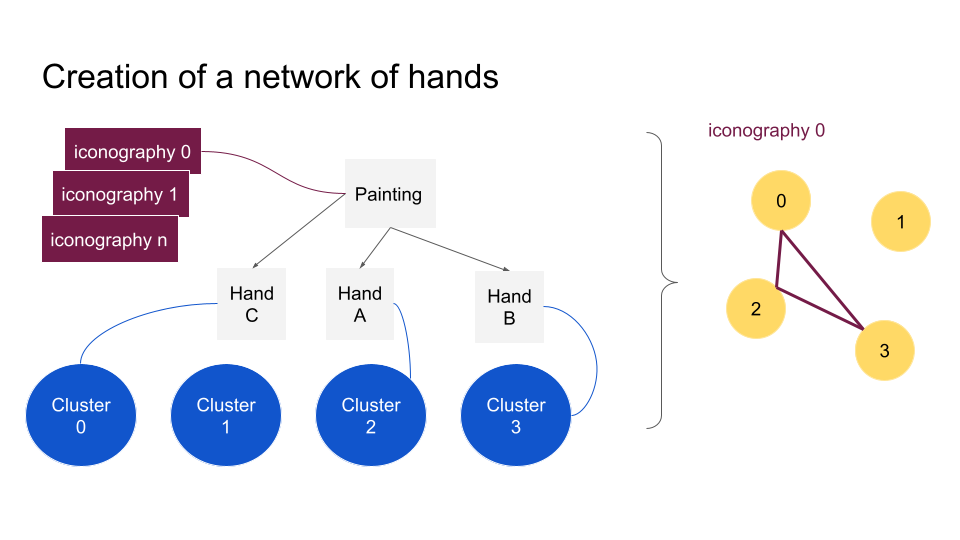 Creation of a network of hands
iconography 0
iconography 1
iconography n
Painting
Hand
C
Hand
A
Hand
B
Cluster
0
Cluster
1
Cluster
2
Cluster
3
iconography 0
0
1
2
3